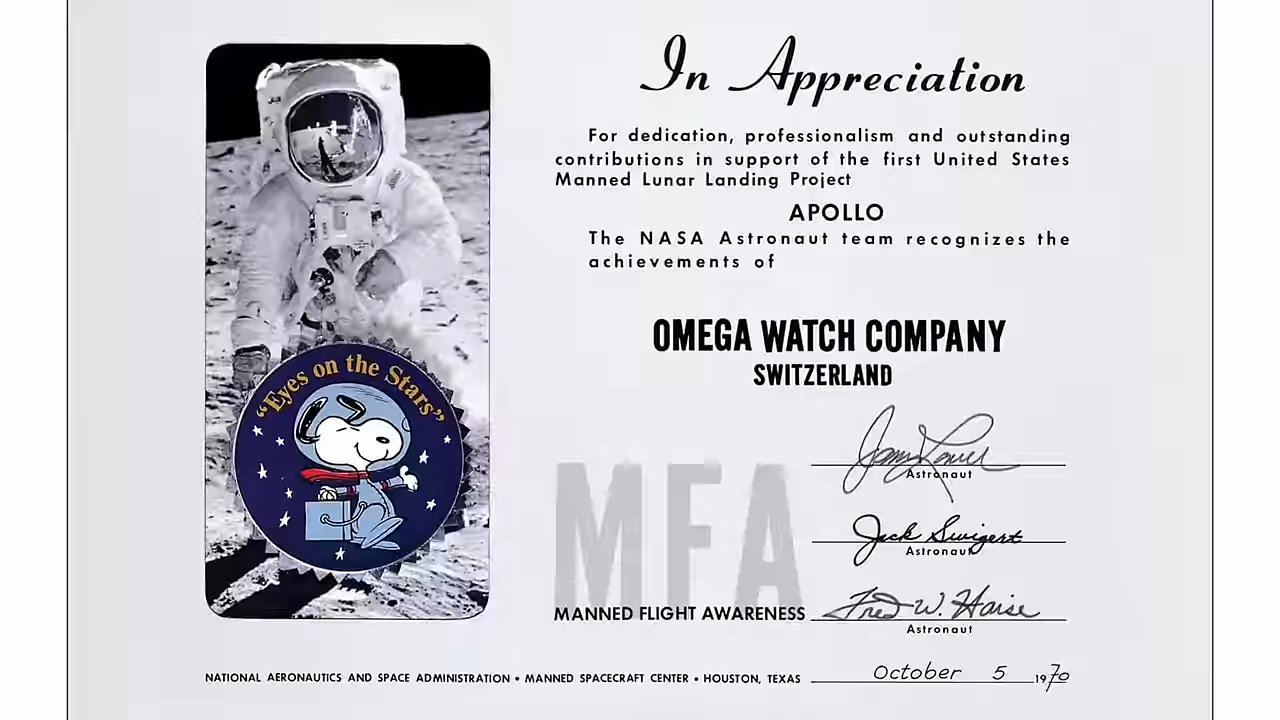 In Appreciation
For dedication, professionalism and outstanding
contributions in support of the first United States
Manned Lunar Landing Project
APOLLO
The NASA Astronaut team recognizes the
achievements of
OMEGA WATCH COMPANY
SWITZERLAND
"Eyes on the Stars"
James Lovell
Astronaut
Jack Swigert
Astronaut
MFA
MANNED FLIGHT AWARENESS
Fred W. Haise
Astronaut
NATIONAL AERONAUTICS AND SPACE ADMINISTRATION • MANNED SPACECRAFT CENTER • HOUSTON, TEXAS
October 5 1970